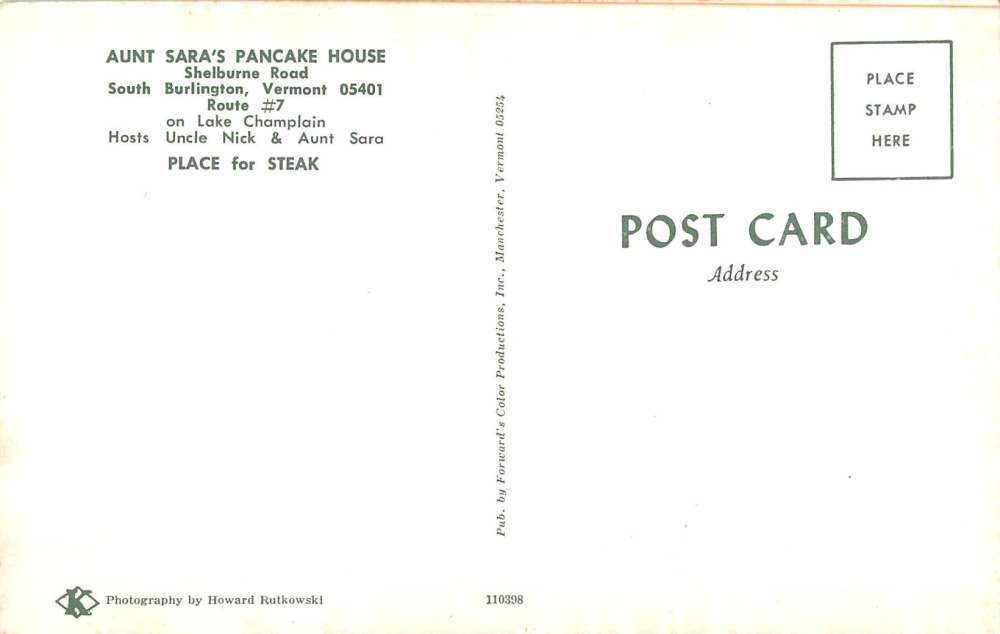 AUNT SARA'S PANCAKE HOUSE
Shelburne Road
South Burlington, Vermont 05401
Route #7
on Lake Champlain
Hosts Uncle Nick & Aunt Sara
PLACE for STEAK
Pub. by Forward's Color Productions, Inc., Manchester, Vermont 05254
PLACE
STAMP
HERE
POST CARD
Address
K
Photography by Howard Rutkowski
110398